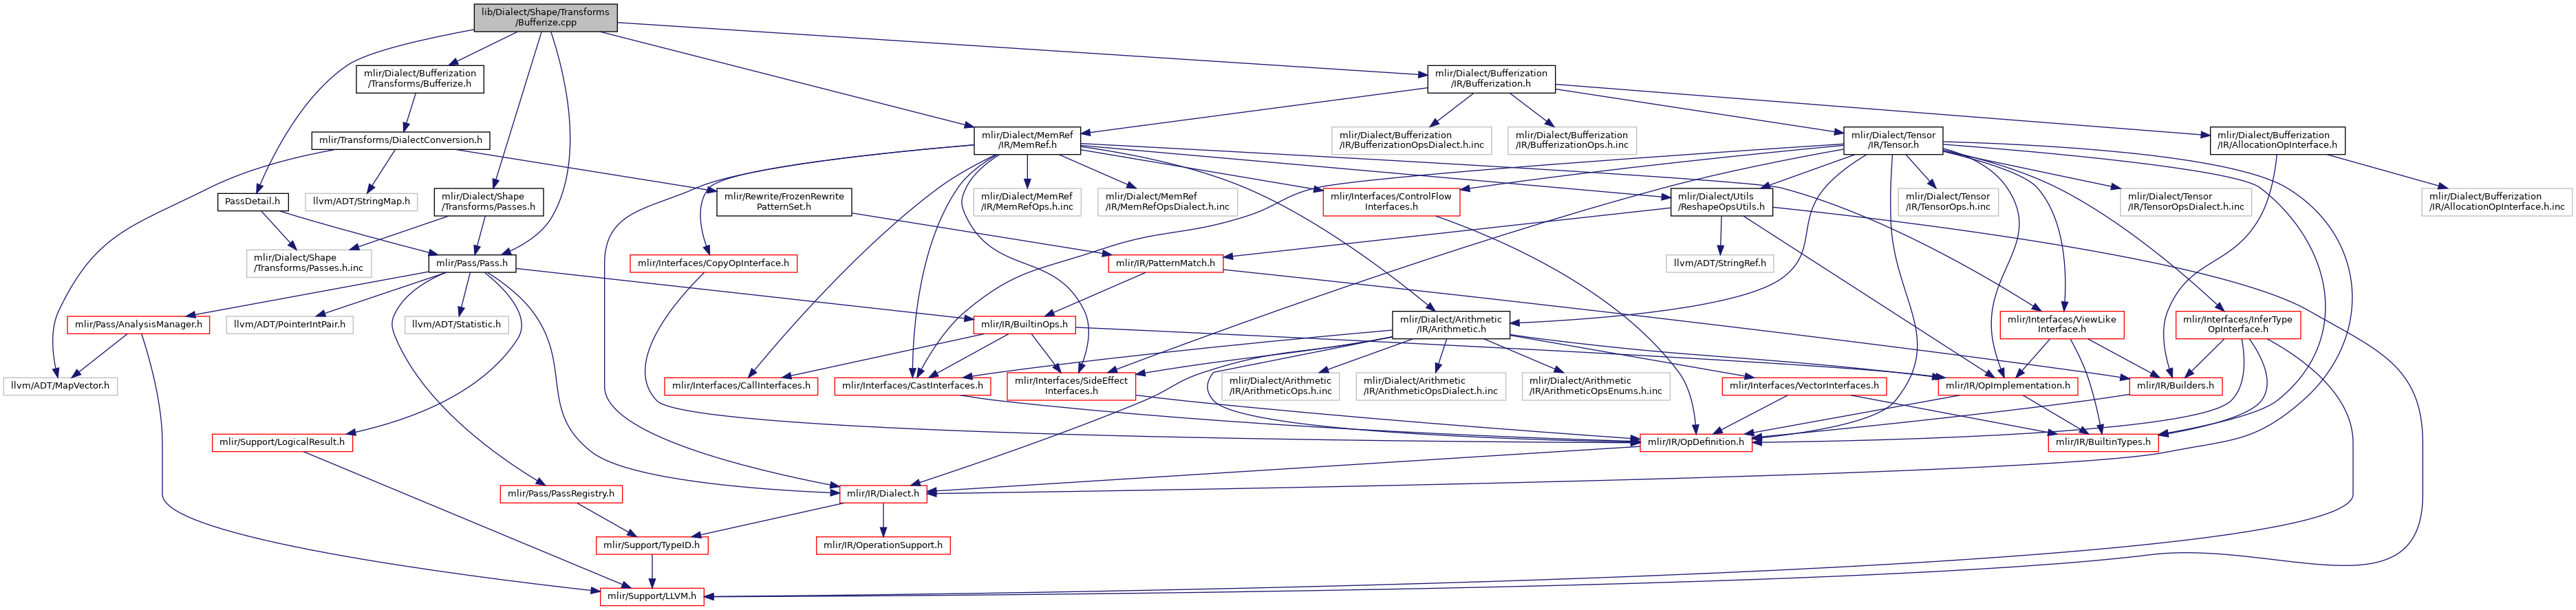 lib/Dialect/Shape/Transforms
/Bufferize.cpp
mlir/Dialect/Bufferization
/Transforms/Bufferize.h
mlir/Dialect/Bufferization
/IR/Bufferization.h
mlir/Transforms/DialectConversion.h
mlir/Dialect/MemRef
/IR/MemRef.h
mlir/Dialect/Bufferization
/IR/BufferizationOpsDialect.h.inc
mlir/Dialect/Bufferization
/IR/BufferizationOps.h.inc
mlir/Dialect/Tensor
/IR/Tensor.h
mlir/Dialect/Bufferization
/IR/AllocationOpInterface.h
PassDetail.h
llvm/ADT/StringMap.h
mlir/Dialect/Shape
/Transforms/Passes.h
mlir/Rewrite/FrozenRewrite
PatternSet.h
mlir/Dialect/MemRef
/IR/MemRefOps.h.inc
mlir/Dialect/MemRef
/IR/MemRefOpsDialect.h.inc
mlir/Interfaces/ControlFlow
Interfaces.h
mlir/Dialect/Utils
/ReshapeOpsUtils.h
mlir/Dialect/Tensor
/IR/TensorOps.h.inc
mlir/Dialect/Tensor
/IR/TensorOpsDialect.h.inc
mlir/Dialect/Bufferization
/IR/AllocationOpInterface.h.inc
mlir/Dialect/Shape
/Transforms/Passes.h.inc
mlir/Pass/Pass.h
mlir/Interfaces/CopyOpInterface.h
mlir/IR/PatternMatch.h
llvm/ADT/StringRef.h
mlir/Pass/AnalysisManager.h
llvm/ADT/PointerIntPair.h
llvm/ADT/Statistic.h
mlir/IR/BuiltinOps.h
mlir/Dialect/Arithmetic
/IR/Arithmetic.h
mlir/Interfaces/ViewLike
Interface.h
mlir/Interfaces/InferType
OpInterface.h
llvm/ADT/MapVector.h
mlir/Interfaces/CallInterfaces.h
mlir/Interfaces/CastInterfaces.h
mlir/Interfaces/SideEffect
Interfaces.h
mlir/Dialect/Arithmetic
/IR/ArithmeticOps.h.inc
mlir/Dialect/Arithmetic
/IR/ArithmeticOpsDialect.h.inc
mlir/Dialect/Arithmetic
/IR/ArithmeticOpsEnums.h.inc
mlir/Interfaces/VectorInterfaces.h
mlir/IR/OpImplementation.h
mlir/IR/Builders.h
mlir/Support/LogicalResult.h
mlir/IR/OpDefinition.h
mlir/IR/BuiltinTypes.h
mlir/Pass/PassRegistry.h
mlir/IR/Dialect.h
mlir/Support/TypeID.h
mlir/IR/OperationSupport.h
mlir/Support/LLVM.h